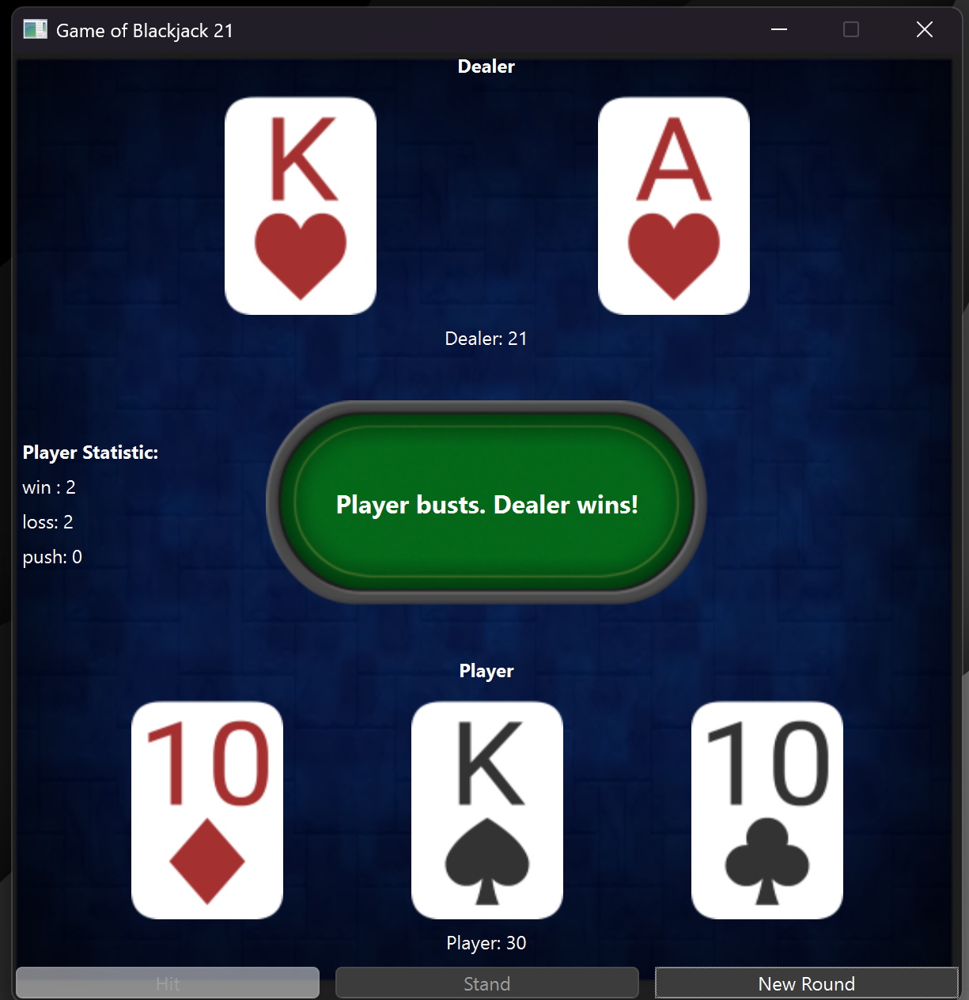 Game of Blackjack 21
Dealer
K
A
Dealer: 21
Player Statistic:
win : 2
loss: 2
push: 0
Player busts. Dealer wins!
Player
10
K
10
Player: 30
Hit
Stand
New Round